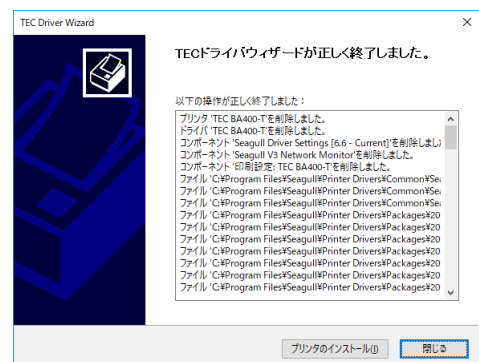 TEC Driver Wizard
TECドライバウィザードが正しく終了しました。
以下の操作が正しく終了しました：
プリンタ 'TEC BA400-T'を削除しました。
ドライバ 'TEC BA400-T'を削除しました。
コンポーネント 'Seagull Driver Settings [6.6 - Current]'を削除しまし
コンポーネント 'Seagull V3 Network Monitor'を削除しました。
コンポーネント '印刷設定: TEC BA400-T'を削除しました。
ファイル 'C:¥Program Files¥Seagull¥Printer Drivers¥Common¥Se
ファイル 'C:¥Program Files¥Seagull¥Printer Drivers¥Common¥Se
ファイル 'C:¥Program Files¥Seagull¥Printer Drivers¥Common¥Se
ファイル 'C:¥Program Files¥Seagull¥Printer Drivers¥Packages¥20
ファイル 'C:¥Program Files¥Seagull¥Printer Drivers¥Packages¥20
ファイル 'C:¥Program Files¥Seagull¥Printer Drivers¥Packages¥20
ファイル 'C:¥Program Files¥Seagull¥Printer Drivers¥Packages¥20
ファイル 'C:¥Program Files¥Seagull¥Printer Drivers¥Packages¥20
ファイル 'C:¥Program Files¥Seagull¥Printer Drivers¥Packages¥20
プリンタのインストール(I)
閉じる